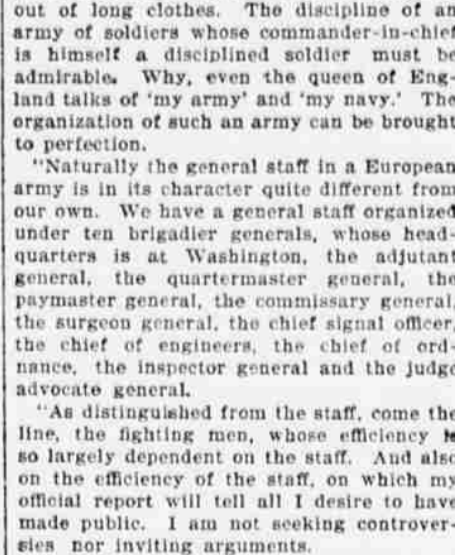 out of long clothes. The discipline of an
army of soldiers whose commander-in-chief
is himself a disciplined soldier must be
admirable. Why, even the queen of Eng-
land talks of 'my army' and 'my navy.' The
organization of such an army can be brought
to perfection.
"Naturally the general staff in a European
army is in its character quite different from
our own. We have a general staff organized
under ten brigadier generals, whose head-
quarters is at Washington, the adjutant
general, the quartermaster general, the
paymaster general, the commissary general,
the surgeon general, the chief signal officer,
the chief of engineers, the chief of ord-
nance, the inspector general and the judge
advocate general.
"As distinguished from the staff, come the
line, the fighting men, whose efficiency is
so largely dependent on the staff. And also
on the efficiency of the staff, on which my
official report will tell all I desire to have
made public. I am not seeking controver-
sies nor inviting arguments.